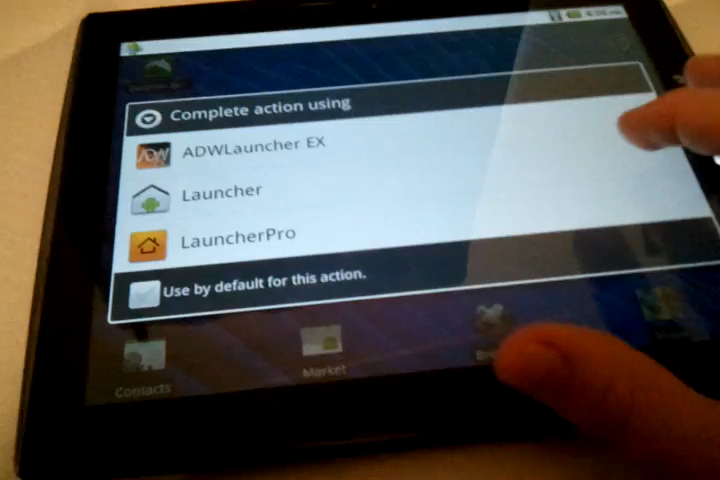 Complete action using
ADWLauncher EX
Launcher
LauncherPro
Use by default for this action.
Contacts
Market